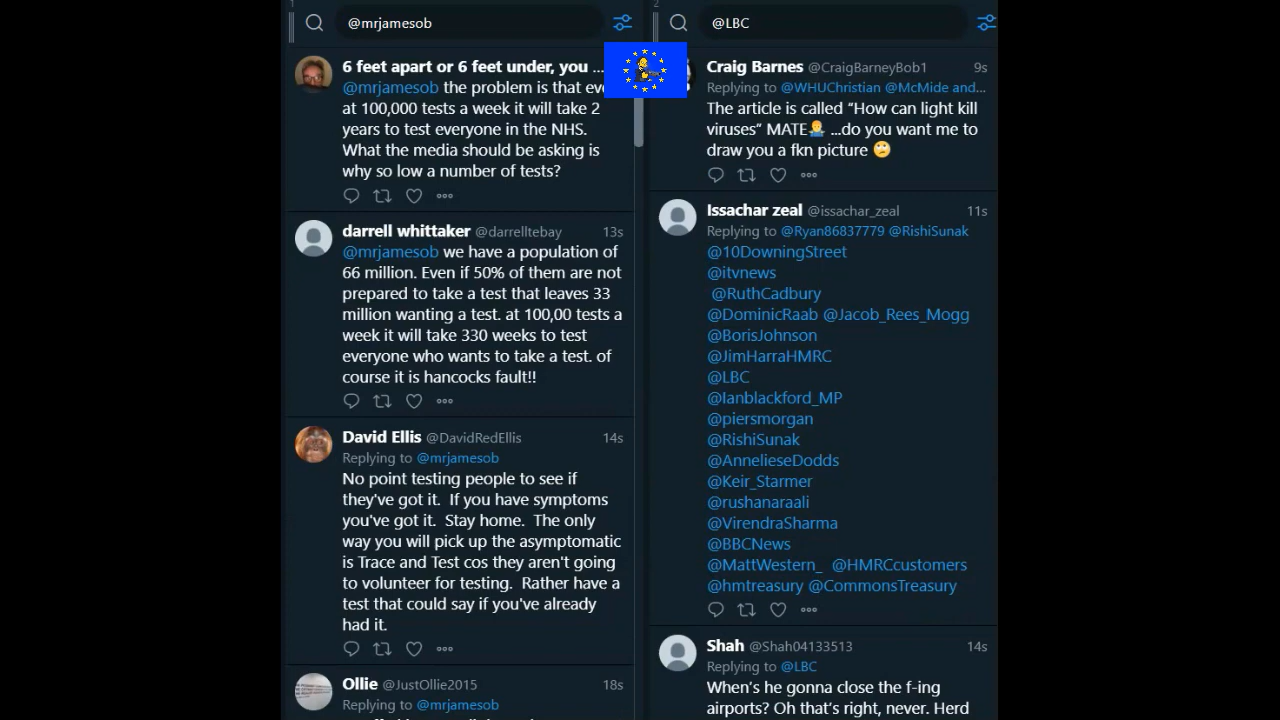 1
@mrjamesob
6 feet apart or 6 feet under, you ...
@mrjamesob the problem is that
at 100,000 tests a week it will take 2
years to test everyone in the NHS.
What the media should be asking is
why so low a number of tests?
darrell whittaker @darrelltebay 13s
@mrjamesob we have a population of
66 million. Even if 50% of them are not
prepared to take a test that leaves 33
million wanting a test. at 100,00 tests a
week it will take 330 weeks to test
everyone who wants to take a test. of
course it is hancocks fault!!
David Ellis @DavidRedEllis 14s
Replying to @mrjamesob
No point testing people to see if
they've got it. If you have symptoms
you've got it. Stay home. The only
way you will pick up the asymptomatic
is Trace and Test cos they aren't going
to volunteer for testing. Rather have a
test that could say if you've already
had it.
Ollie @JustOllie2015 18s
Replying to @mrjamesob
2
@LBC
Craig Barnes @CraigBarneyBob1 9s
Replying to @WHUChristian @McMide and...
The article is called “How can light kill
viruses” MATE🤷‍♂️ ...do you want me to
draw you a fkn picture 🙄
Issachar zeal @issachar_zeal 11s
Replying to @Ryan86837779 @RishiSunak
@10DowningStreet
@itvnews
@RuthCadbury
@DominicRaab @Jacob_Rees_Mogg
@BorisJohnson
@JimHarraHMRC
@LBC
@Ianblackford_MP
@piersmorgan
@RishiSunak
@AnnelieseDodds
@Keir_Starmer
@rushanaraali
@VirendraSharma
@BBCNews
@MattWestern_ @HMRCcustomers
@hmtreasury @CommonsTreasury
Shah @Shah04133513 14s
Replying to @LBC
When's he gonna close the f-ing
airports? Oh that's right, never. Herd